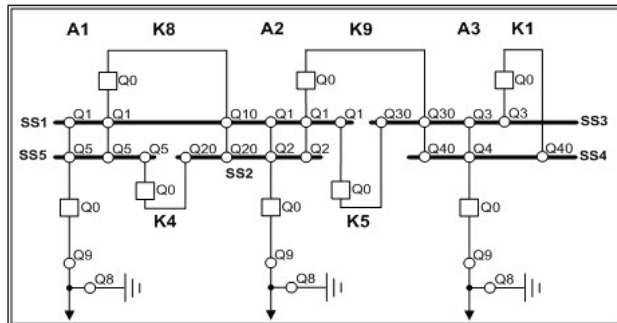 A1 K8 A2 K9 A3 K1
Q0 Q0 Q0
SS1 Q1 Q1 Q10 Q1 Q1 Q1 Q30 Q30 Q3 Q3 SS3
SS5 Q5 Q5 Q5 Q20 Q20 Q2 Q2 Q40 Q4 Q40 SS4
SS2
Q0 Q0
Q0 K4 Q0 K5 Q0
Q9 Q9 Q9
Q8 Q8 Q8